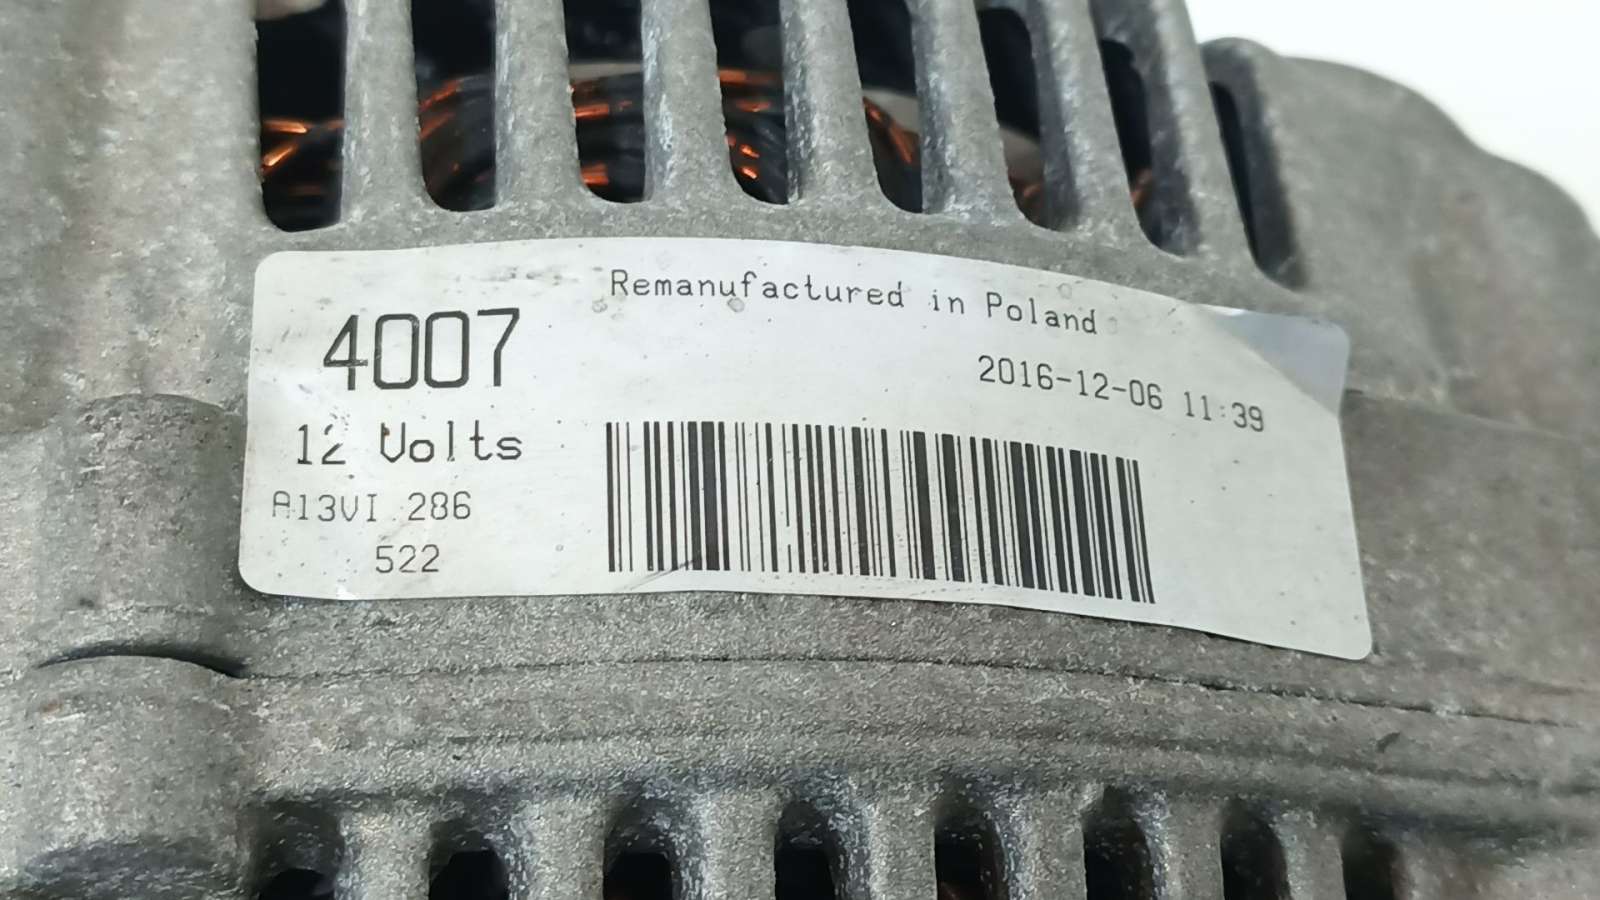 Remanufactured in Poland
4007
2016-12-06 11:39
12 Volts
A13VI 286
522